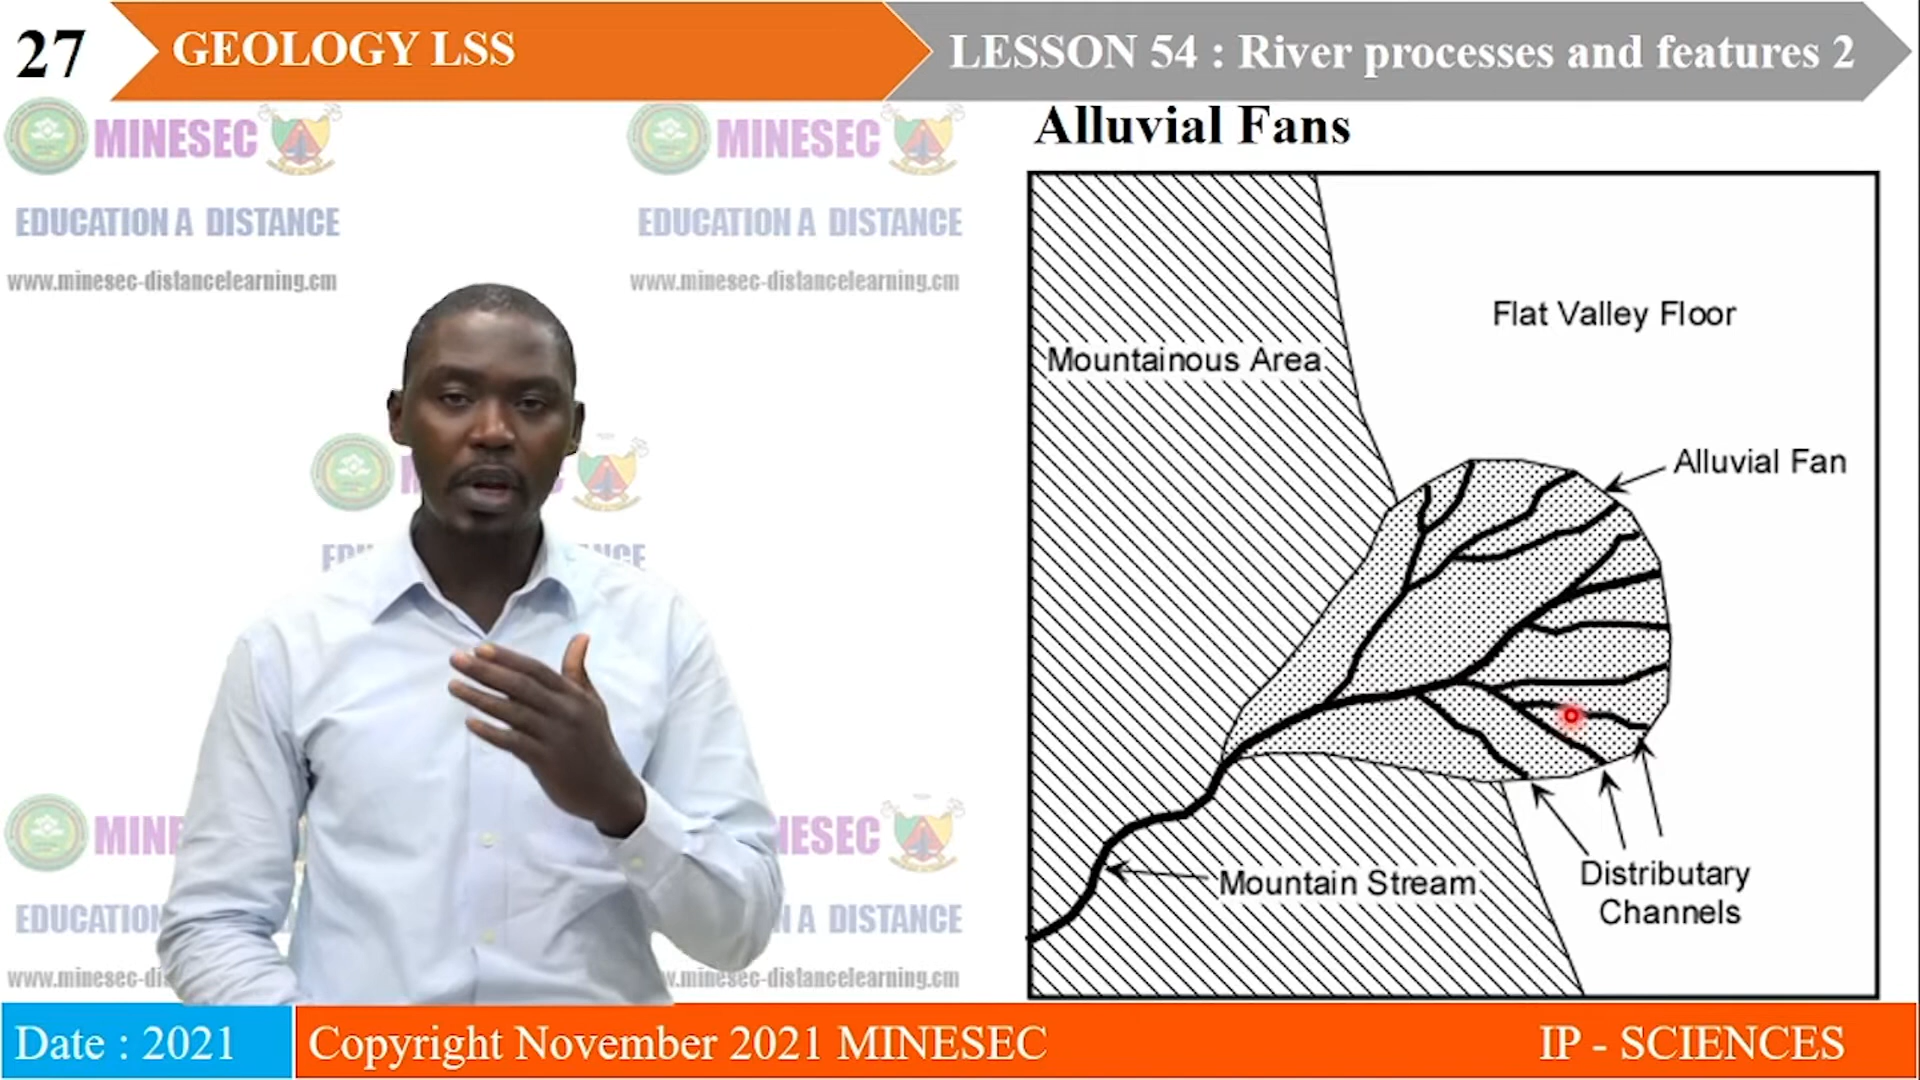 27
GEOLOGY LSS
LESSON 54 : River processes and features 2
MINESEC
EDUCATION A DISTANCE
www.minesec-distancelearning.cm
MINESEC
EDUCATION A DISTANCE
www.minesec-distancelearning.cm
Alluvial Fans
Flat Valley Floor
Mountainous Area
Alluvial Fan
Mountain Stream
Distributary
Channels
Date : 2021
Copyright November 2021 MINESEC
IP - SCIENCES